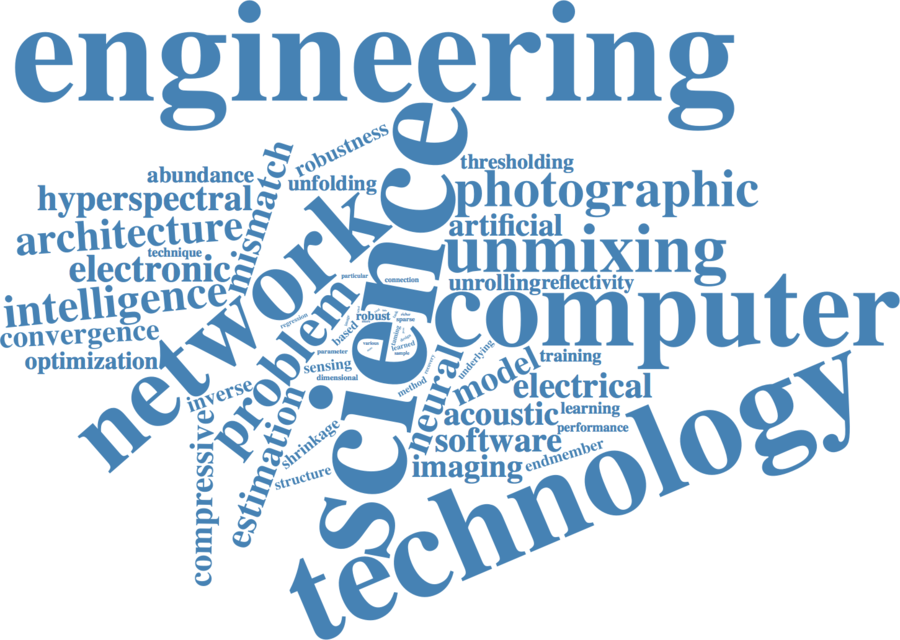 engineering
science
robustness
mismatch
abundance
unfolding
thresholding
hyperspectral
photographic
network
architecture
artificial
technique
unmixing
electronic
particular
connection
unrolling
reflectivity
intelligence
computer
problem
robust
sparse
regression
based
convergence
various
learned
sample
parameter
optimization
sensing
dimensional
underlying
training
model
neural
method
electrical
inverse
acoustic
learning
performance
software
shrinkage
estimation
compressive
imaging
endmember
structure
technology